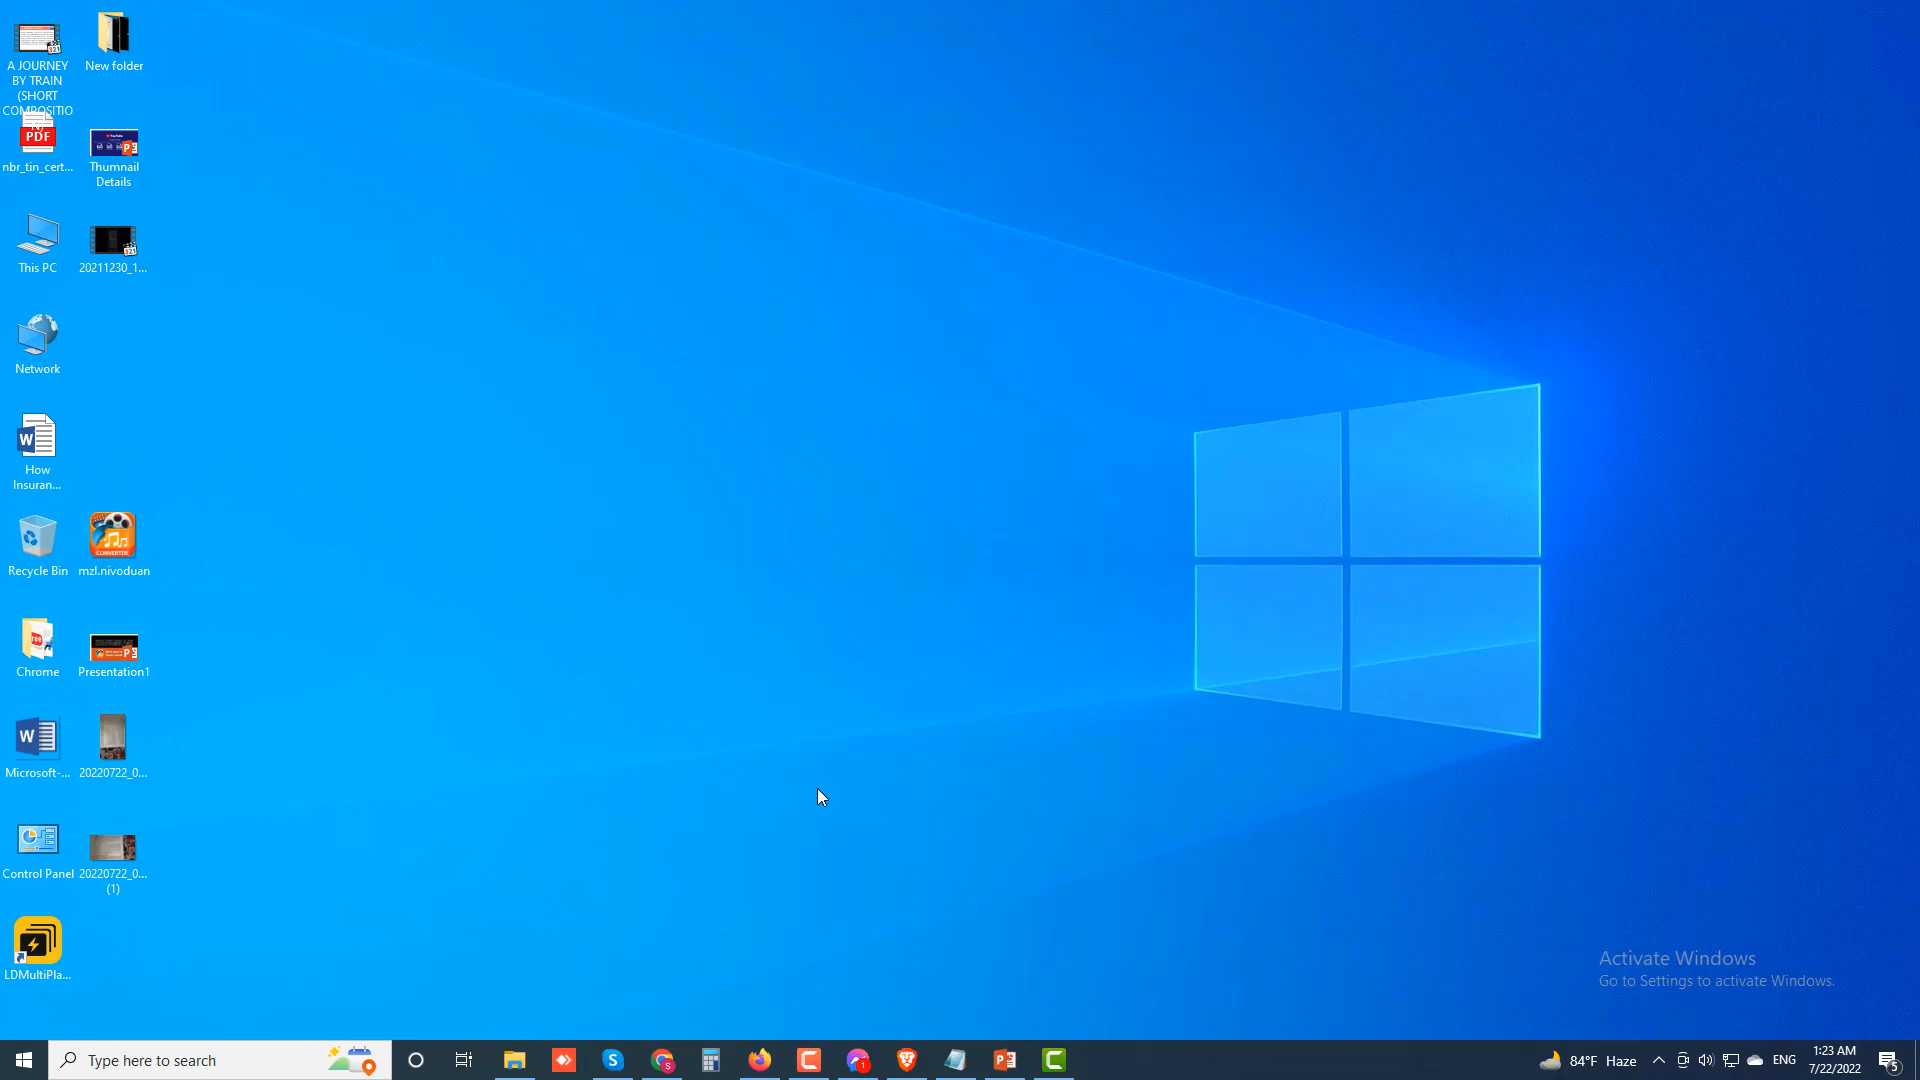 A JOURNEY
BY TRAIN
(SHORT
COMPOSITIO
New folder
PDF
nbr_tin_cert...
Thumnail
Details
This PC
20211230_1...
Network
W
How
Insuran...
Recycle Bin
CONVERTER
mzl.nivoduan
Chrome
Presentation1
W
Microsoft-...
20220722_0...
Control Panel
20220722_0...
(1)
LDMultiPla...
Activate Windows
Go to Settings to activate Windows.
Type here to search
84°F Haze
ENG
1:23 AM
7/22/2022
5